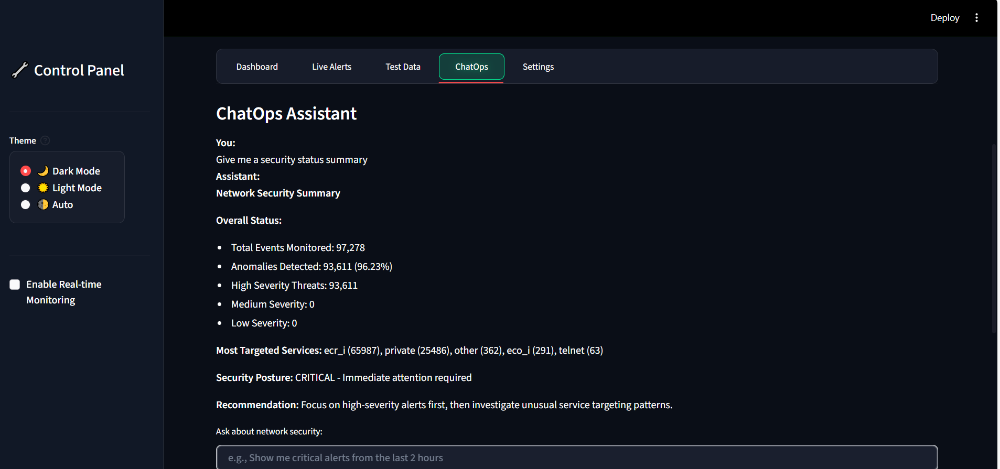 Deploy
Control Panel
Theme
Dark Mode
Light Mode
Auto
Enable Real-time
Monitoring
Dashboard
Live Alerts
Test Data
ChatOps
Settings
ChatOps Assistant
You:
Give me a security status summary
Assistant:
Network Security Summary
Overall Status:
Total Events Monitored: 97,278
Anomalies Detected: 93,611 (96.23%)
High Severity Threats: 93,611
Medium Severity: 0
Low Severity: 0
Most Targeted Services: ecr_i (65987), private (25486), other (362), eco_i (291), telnet (63)
Security Posture: CRITICAL - Immediate attention required
Recommendation: Focus on high-severity alerts first, then investigate unusual service targeting patterns.
Ask about network security:
e.g., Show me critical alerts from the last 2 hours